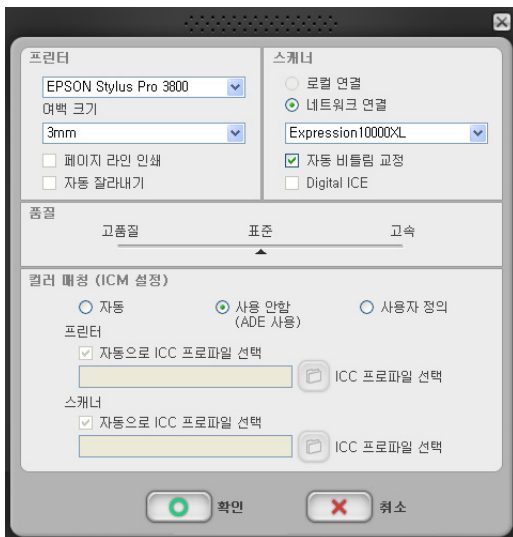 프린터
EPSON Stylus Pro 3800
여백 크기
3mm
페이지 라인 인쇄
자동 잘라내기
스캐너
로컬 연결
네트워크 연결
Expression10000XL
자동 비틀림 교정
Digital ICE
품질
고품질 표준 고속
컬러 매칭 (ICM 설정)
자동 사용 안함 사용자 정의
(ADE 사용)
프린터
자동으로 ICC 프로파일 선택
ICC 프로파일 선택
스캐너
자동으로 ICC 프로파일 선택
ICC 프로파일 선택
확인 취소